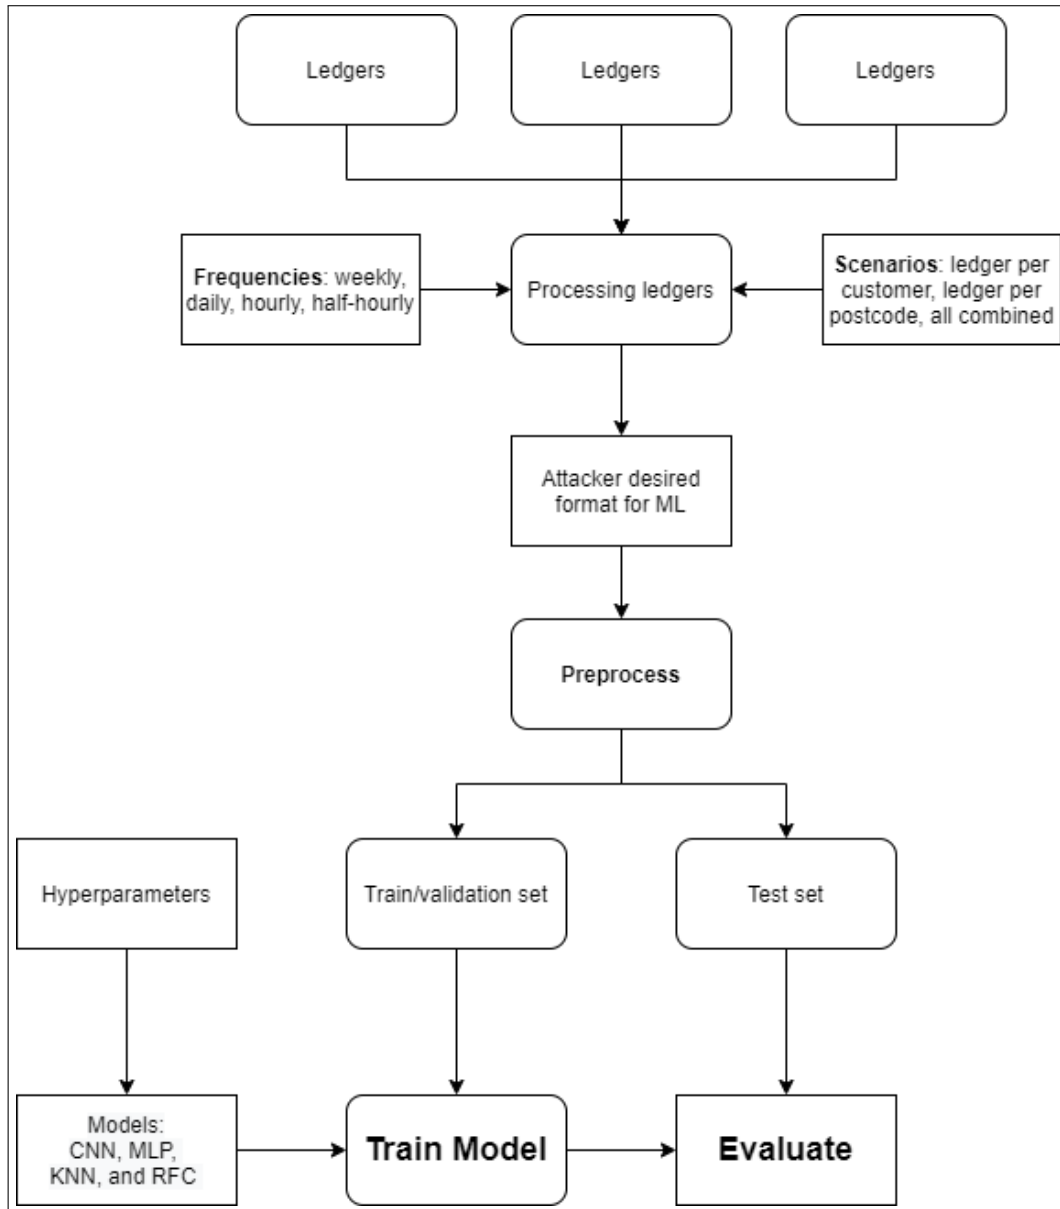 Ledgers
Ledgers
Ledgers
Frequencies: weekly,
daily, hourly, half-hourly
Processing ledgers
Scenarios: ledger per
customer, ledger per
postcode, all combined
Attacker desired
format for ML
Preprocess
Hyperparameters
Train/validation set
Test set
Models:
CNN, MLP,
KNN, and RFC
Train Model
Evaluate